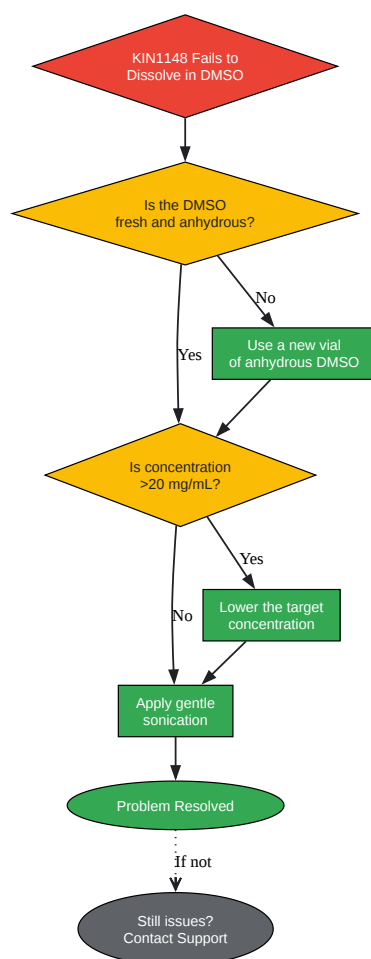 KIN1148 Fails to
Dissolve in DMSO
Is the DMSO
fresh and anhydrous?
No
Yes
Use a new vial
of anhydrous DMSO
Is concentration
>20 mg/mL?
Yes
No
Lower the target
concentration
Apply gentle
sonication
Problem Resolved
If not
Still issues?
Contact Support